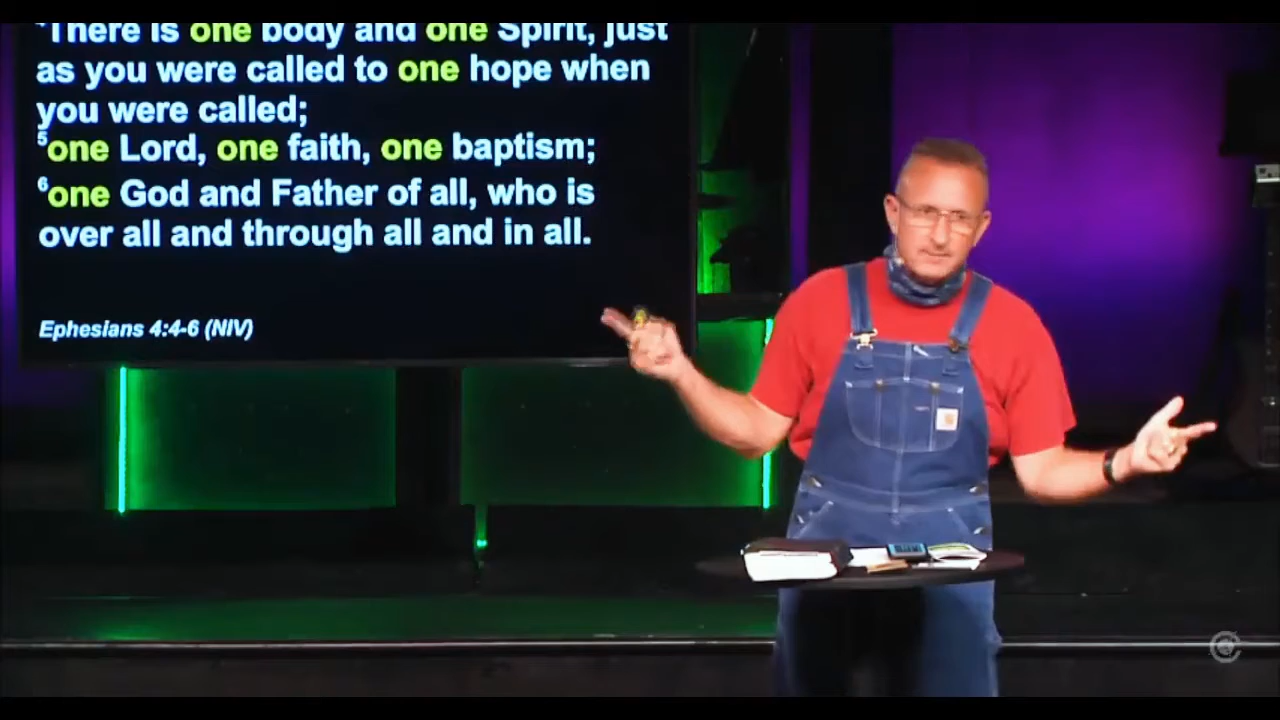 ⁴There is one body and one Spirit, just
as you were called to one hope when
you were called;
⁵one Lord, one faith, one baptism;
⁶one God and Father of all, who is
over all and through all and in all.
Ephesians 4:4-6 (NIV)